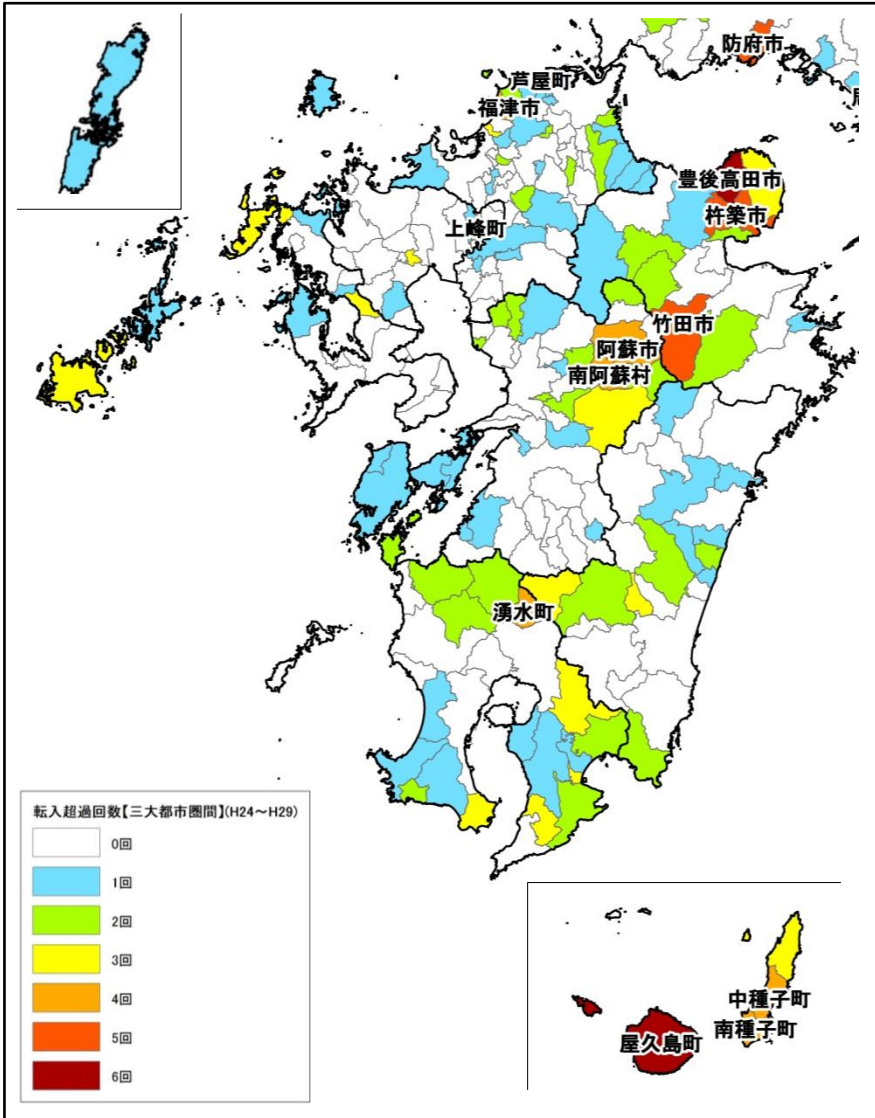 防府市
芦屋町
福津市
豊後高田市
杵築市
上峰町
竹田市
阿蘇市
南阿蘇村
湧水町
転入超過回数【三大都市圏間】(H24～H29)
0回
1回
2回
3回
4回
5回
6回
中種子町
南種子町
屋久島町